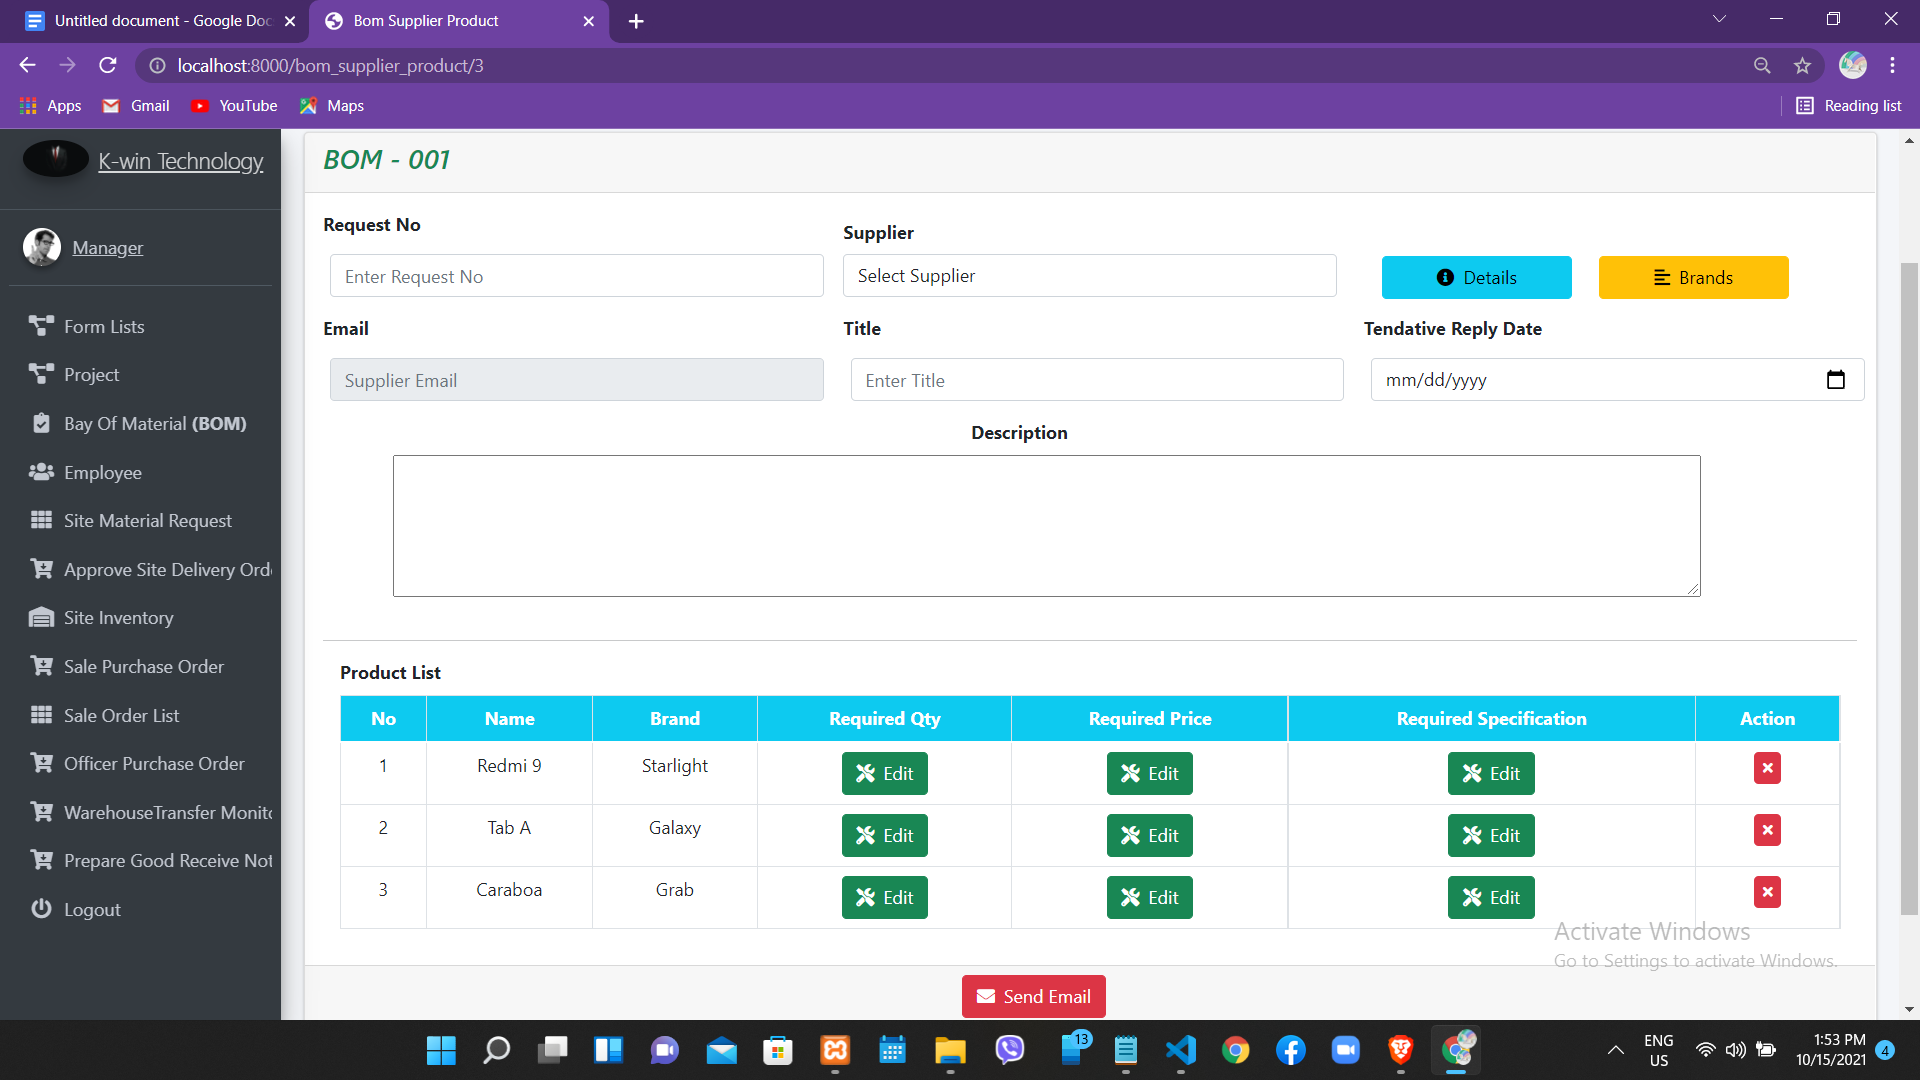 Untitled document - Google Doc
Bom Supplier Product
localhost:8000/bom_supplier_product/3
Apps
Gmail
YouTube
Maps
Reading list
K-win Technology
Manager
Form Lists
Project
Bay Of Material (BOM)
Employee
Site Material Request
Approve Site Delivery Orde
Site Inventory
Sale Purchase Order
Sale Order List
Officer Purchase Order
WarehouseTransfer Monito
Prepare Good Receive Not
Logout
BOM - 001
Request No
Supplier
Enter Request No
Select Supplier
Details
Brands
Email
Title
Tendative Reply Date
Supplier Email
Enter Title
mm/dd/yyyy
Description
Product List
No Name Brand Required Qty Required Price Required Specification Action
1 Redmi 9 Starlight Edit Edit Edit
2 Tab A Galaxy Edit Edit Edit
3 Caraboa Grab Edit Edit Edit
Activate Windows
Go to Settings to activate Windows.
Send Email
13
ENG
US
1:53 PM
10/15/2021
4